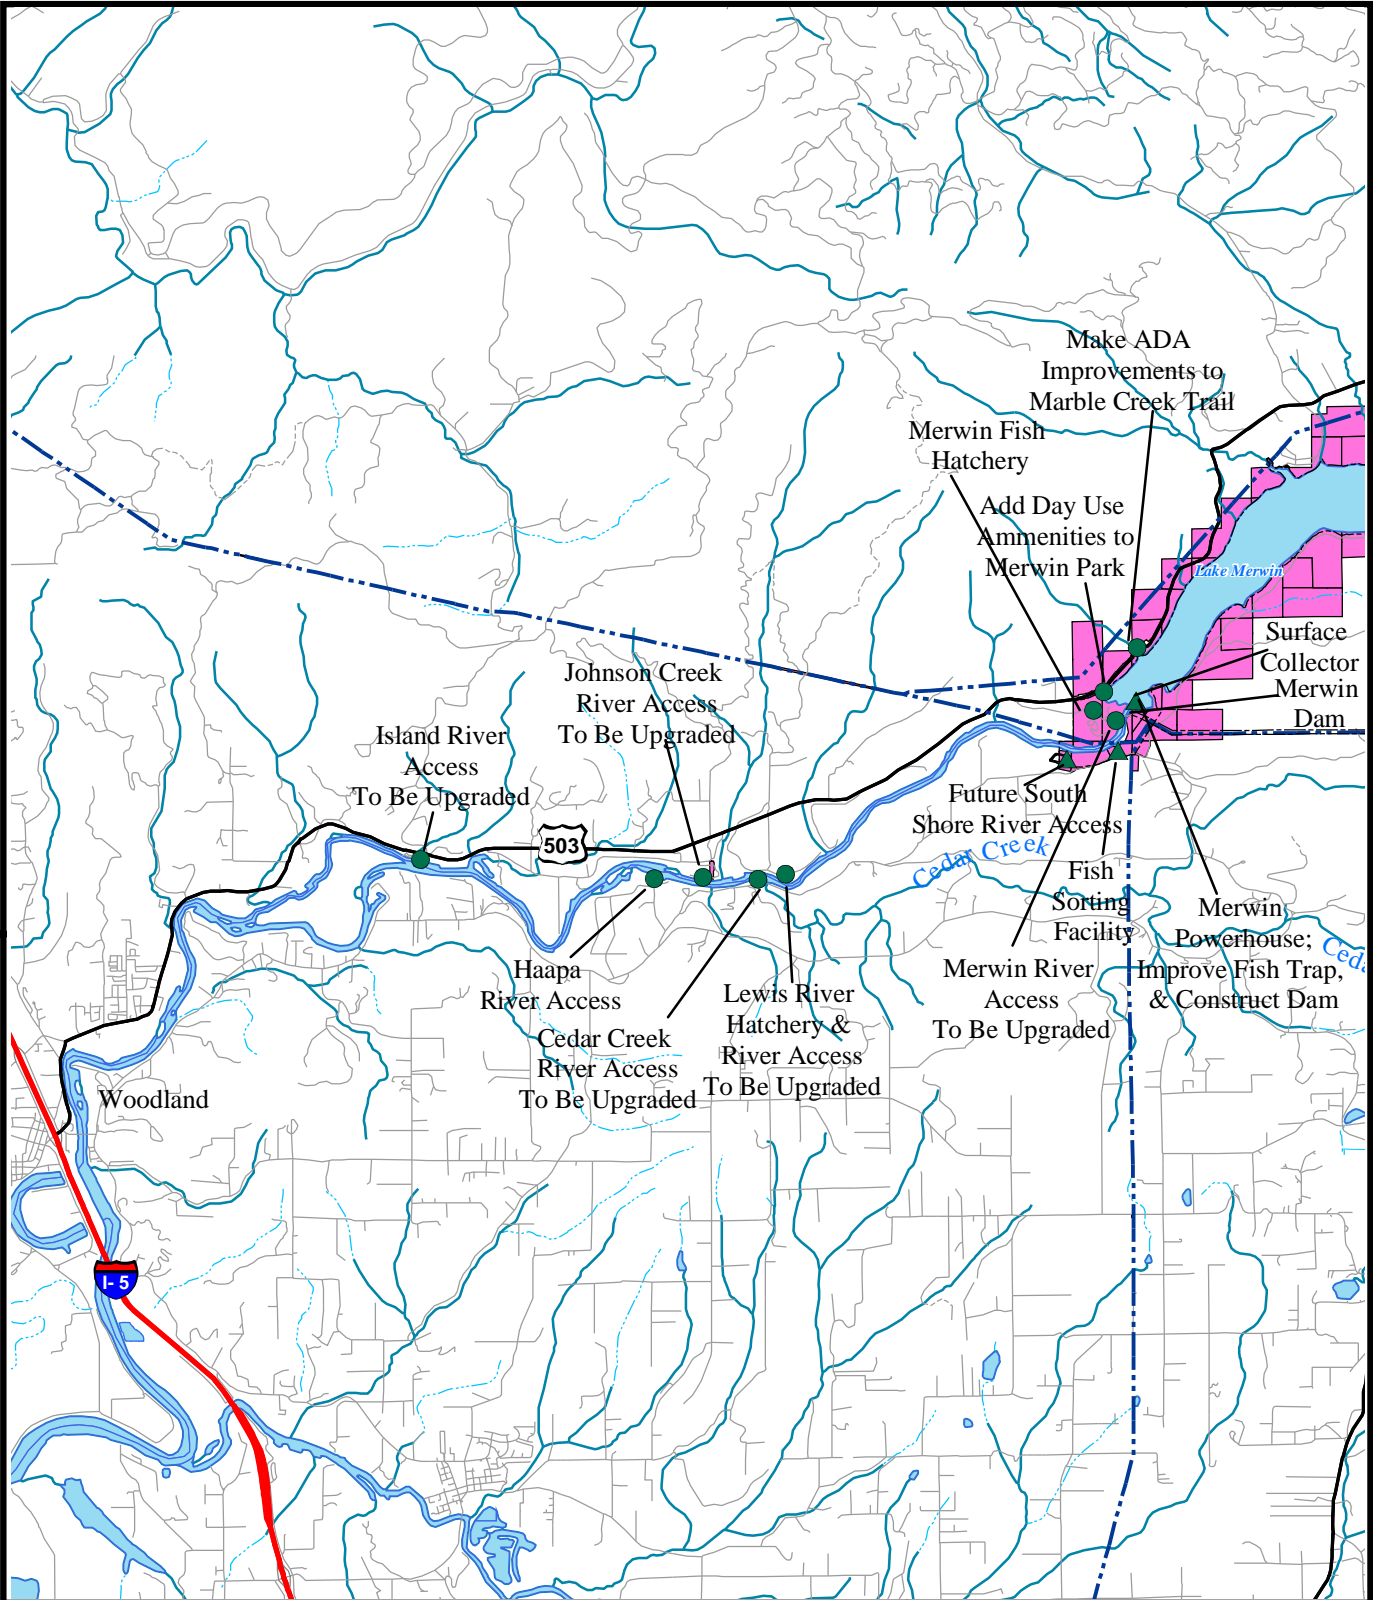 Make ADA
Improvements to
Marble Creek Trail
Merwin Fish
Hatchery
Add Day Use
Ammenities to
Merwin Park
Lake Merwin
Surface
Collector
Merwin
Dam
Johnson Creek
River Access
To Be Upgraded
Island River
Access
To Be Upgraded
503
Future South
Shore River Access
Cedar Creek
Fish
Sorting
Facility
Merwin
Powerhouse;
Improve Fish Trap,
& Construct Dam
Ceda
Merwin River
Access
To Be Upgraded
Haapa
River Access
Lewis River
Hatchery &
River Access
To Be Upgraded
Cedar Creek
River Access
To Be Upgraded
Woodland
I- 5